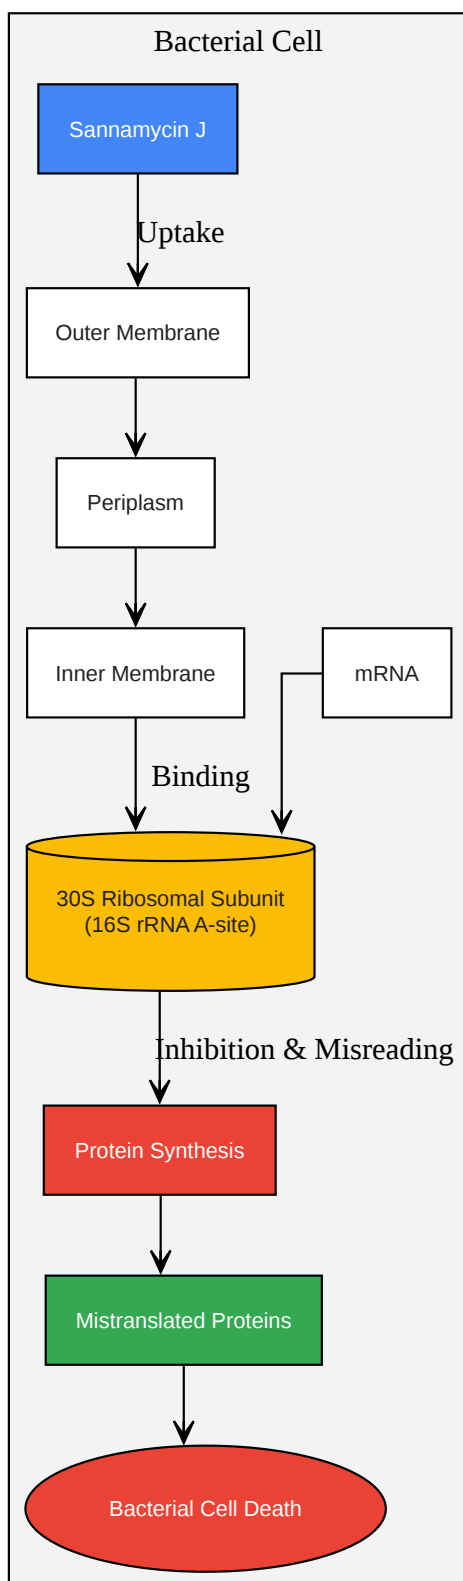 Bacterial Cell
Sannamycin J
Uptake
Outer Membrane
Periplasm
Inner Membrane
mRNA
Binding
30S Ribosomal Subunit
(16S rRNA A-site)
Inhibition & Misreading
Protein Synthesis
Mistranslated Proteins
Bacterial Cell Death